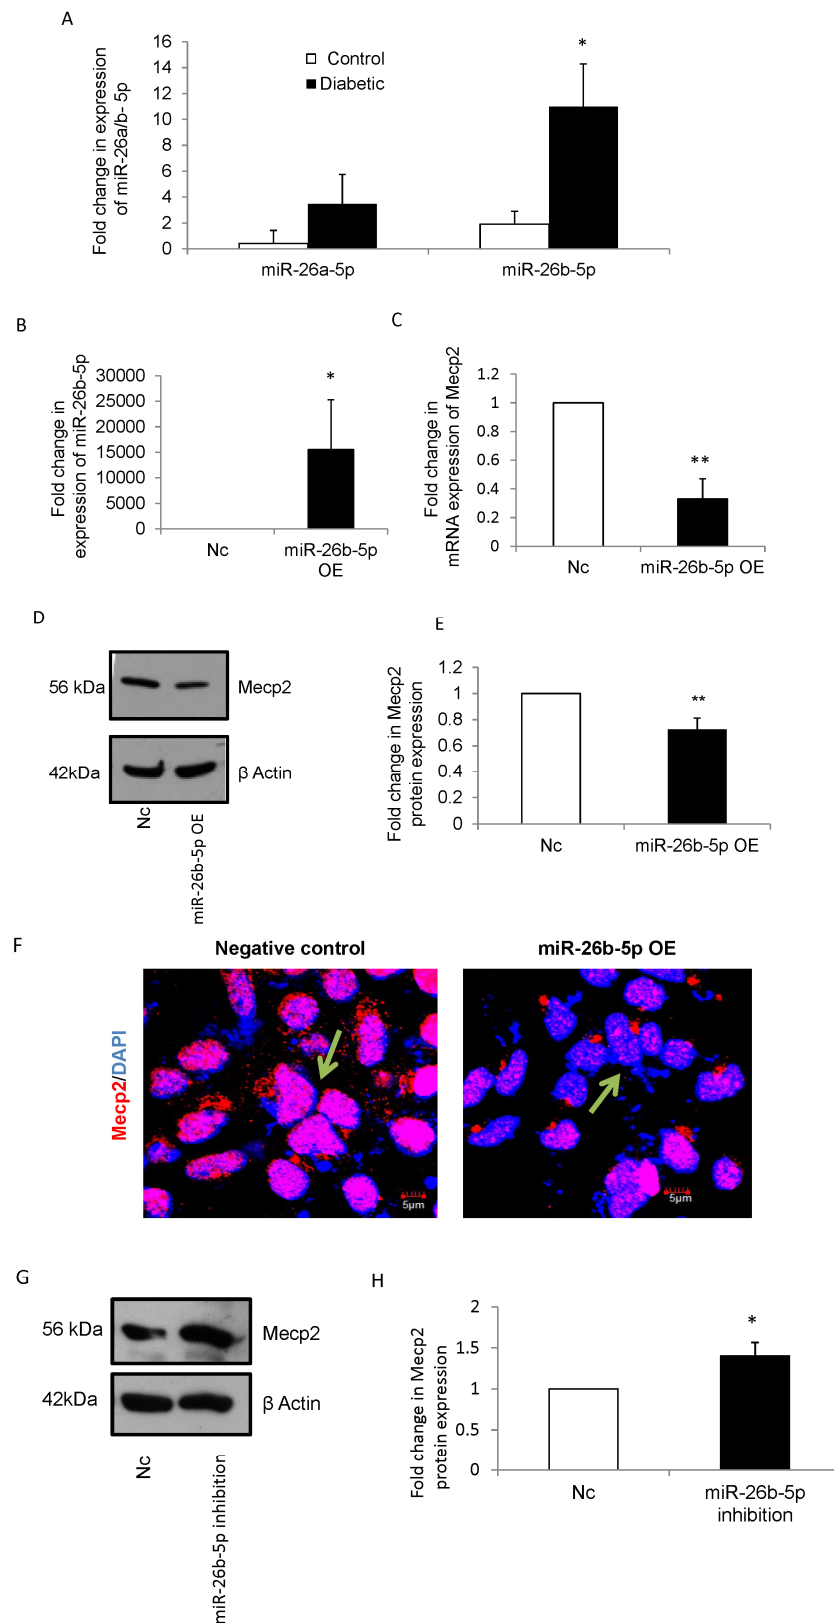 A
Fold change in expression
of miR-26a/b- 5p
16
14
12
10
8
6
4
2
0
Control
Diabetic
*
miR-26a-5p
miR-26b-5p
B
Fold change in
expression of miR-26b-5p
30000
25000
20000
15000
10000
5000
0
*
Nc
miR-26b-5p
OE
C
Fold change in
mRNA expression of Mecp2
1.2
1
0.8
0.6
0.4
0.2
0
**
Nc
miR-26b-5p OE
D
56 kDa
Mecp2
42kDa
β Actin
Nc
miR-26b-5p OE
E
Fold change in Mecp2
protein expression
1.2
1
0.8
0.6
0.4
0.2
0
**
Nc
miR-26b-5p OE
F
Negative control
miR-26b-5p OE
Mecp2/DAPI
5µm
5µm
G
56 kDa
Mecp2
42kDa
β Actin
Nc
miR-26b-5p inhibition
H
Fold change in Mecp2
protein expression
2
1.5
1
0.5
0
*
Nc
miR-26b-5p
inhibition